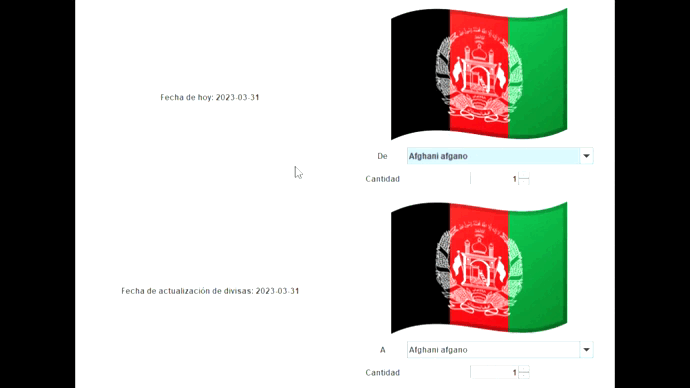 Fecha de hoy: 2023-03-31
De Afghani afgano
Cantidad 1
Fecha de actualización de divisas: 2023-03-31
A Afghani afgano
Cantidad 1